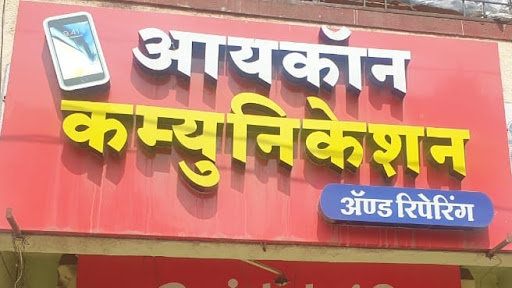 आयकॉन
कम्युनिकेशन
ॲण्ड रिपेरिंग